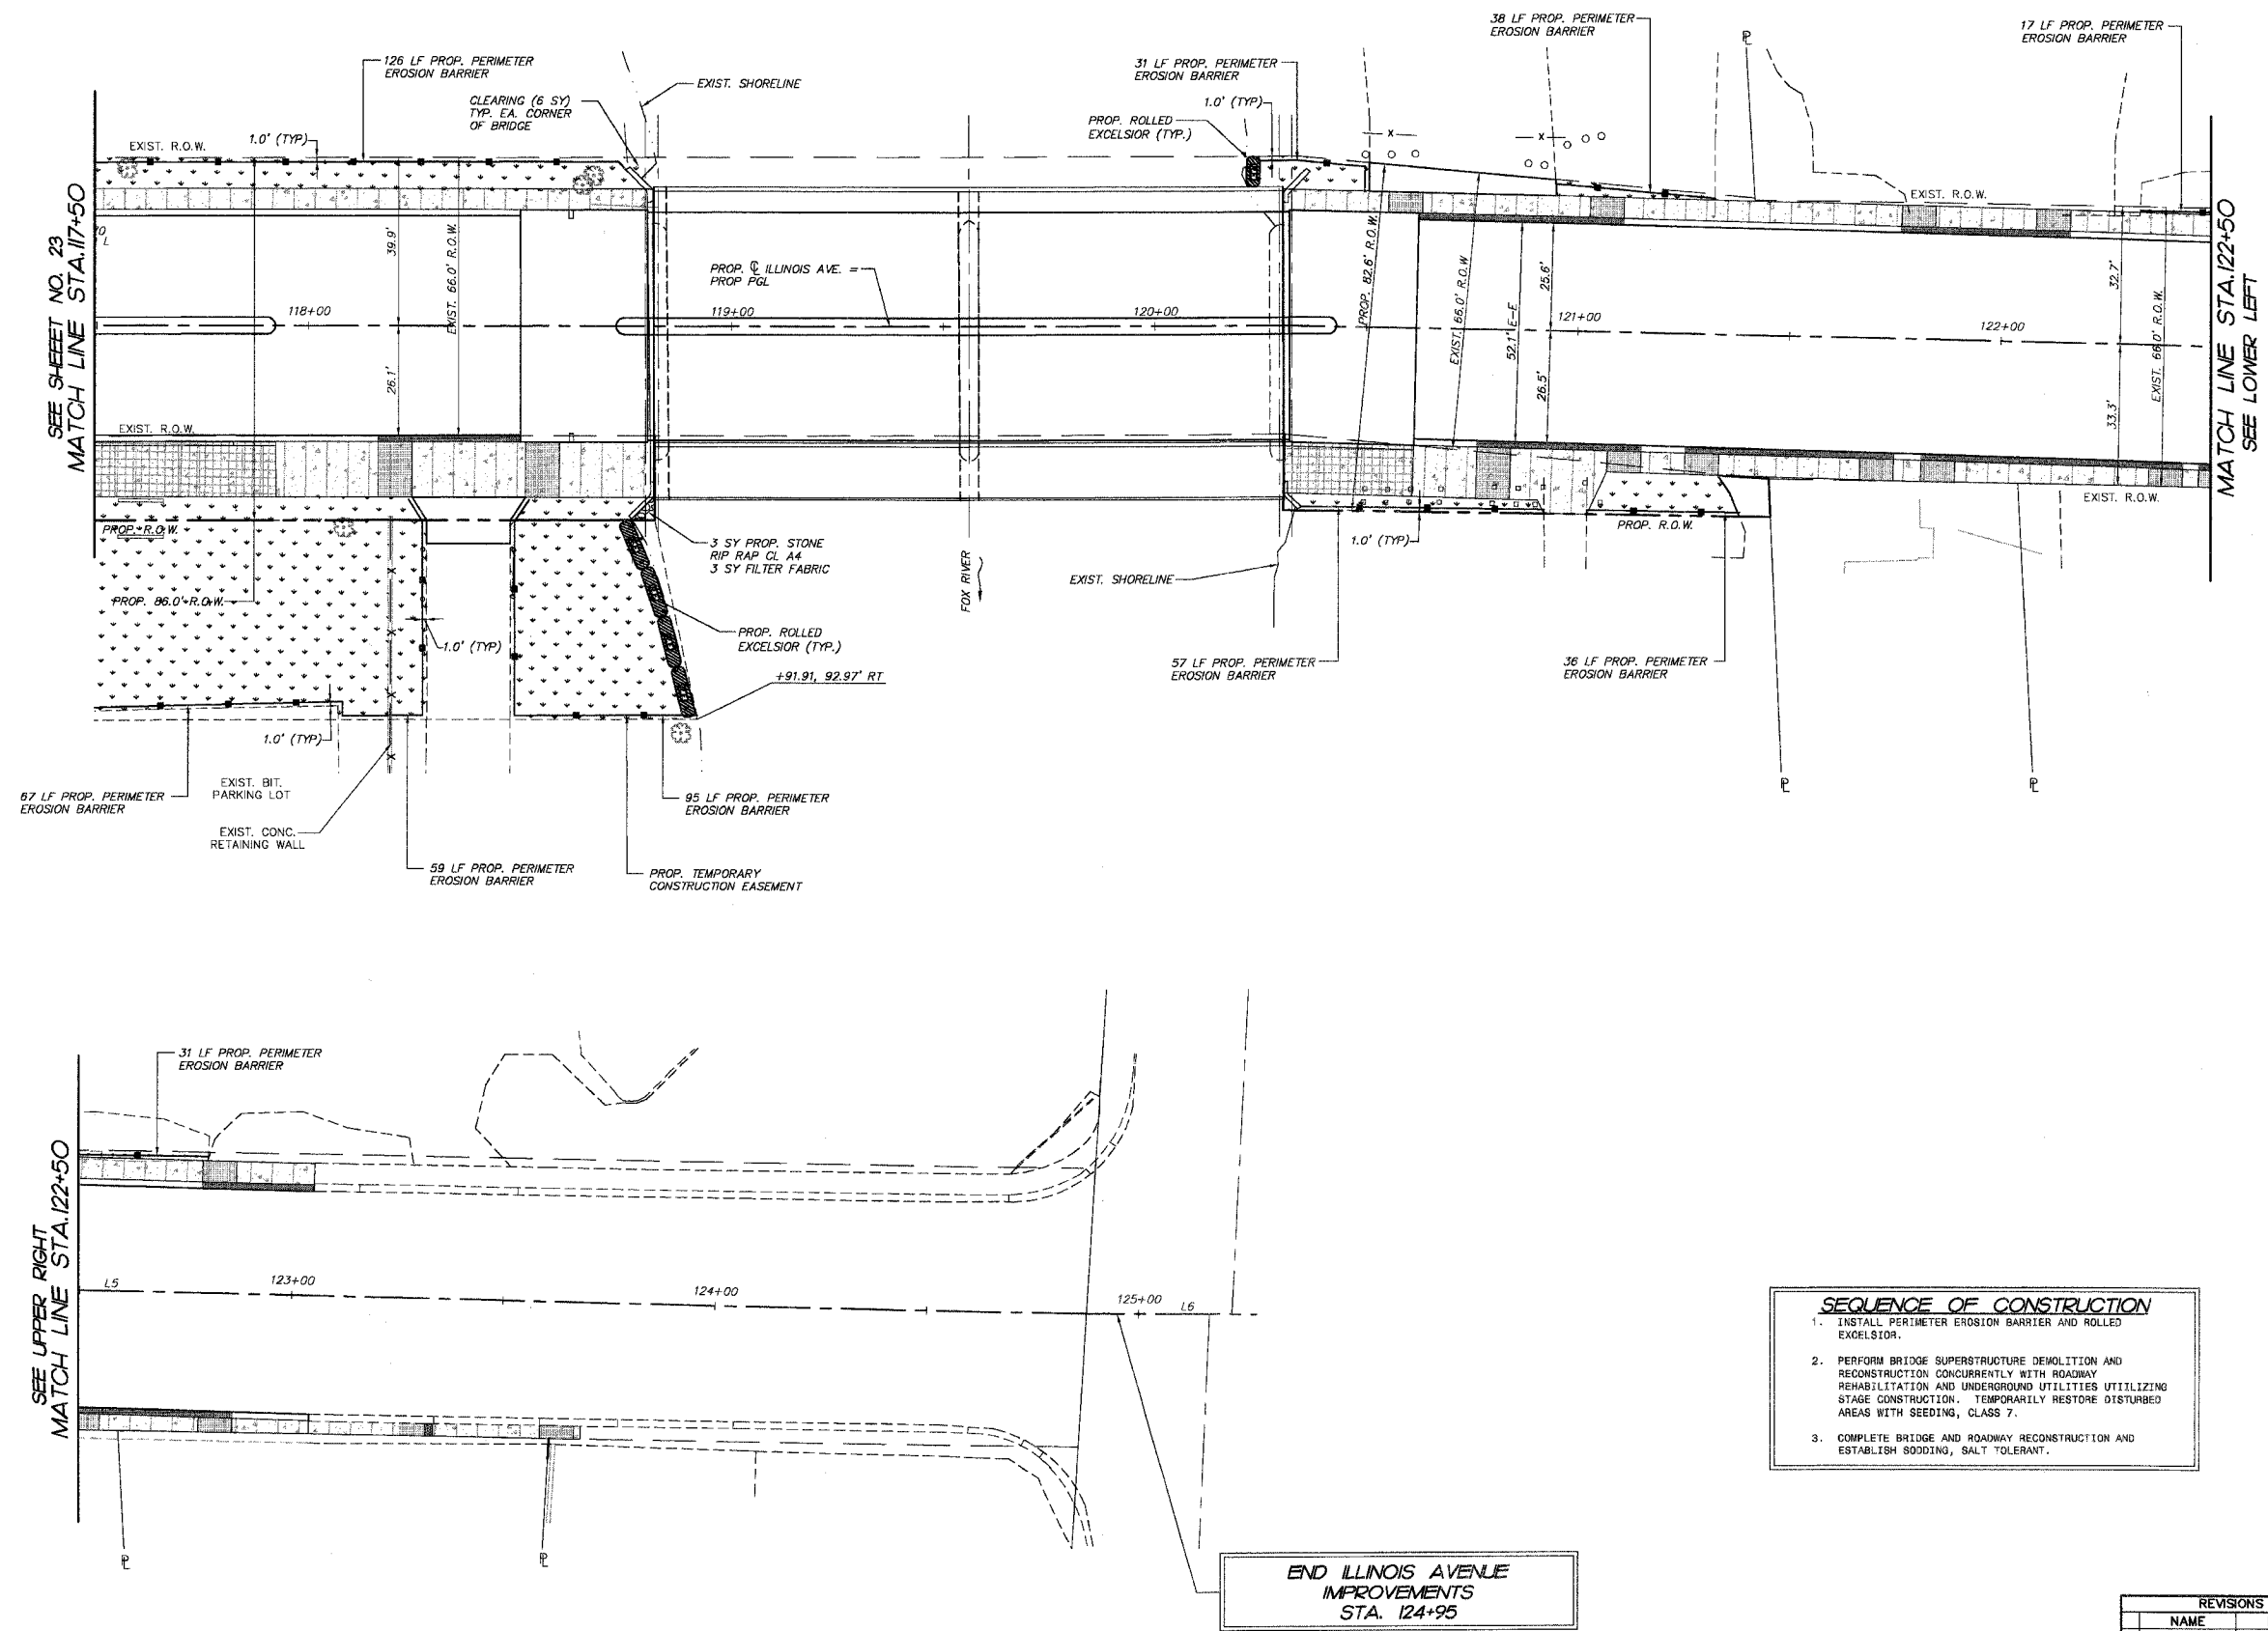 38 LF PROP. PERIMETER
EROSION BARRIER
17 LF PROP. PERIMETER
EROSION BARRIER
126 LF PROP. PERIMETER
EROSION BARRIER
31 LF PROP. PERIMETER
EROSION BARRIER
EXIST. SHORELINE
CLEARING (6 SY)
TYP. EA. CORNER
OF BRIDGE
1.0' (TYP)
PROP. ROLLED
EXCELSIOR (TYP.)
1.0' (TYP)
EXIST. R.O.W.
EXIST. R.O.W.
SEE SHEEET NO. 23
MATCH LINE STA.117+50
39.9'
EXIST. 66.0' R.O.W.
26.1'
118+00
PROP. ℄ ILLINOIS AVE. =
PROP PGL
119+00
120+00
PROP. 82.6' R.O.W.
EXIST. 66.0' R.O.W
52.1' E-E
25.6'
26.5'
121+00
122+00
32.7'
33.3'
EXIST. 66.0' R.O.W.
MATCH LINE STA.122+50
SEE LOWER LEFT
EXIST. R.O.W.
EXIST. R.O.W.
PROP. R.O.W.
PROP. R.O.W.
3 SY PROP. STONE
RIP RAP CL A4
3 SY FILTER FABRIC
1.0' (TYP)
FOX RIVER
EXIST. SHORELINE
PROP. 86.0' R.O.W.
1.0' (TYP)
PROP. ROLLED
EXCELSIOR (TYP.)
+91.91, 92.97' RT
57 LF PROP. PERIMETER
EROSION BARRIER
36 LF PROP. PERIMETER
EROSION BARRIER
1.0' (TYP)
67 LF PROP. PERIMETER
EROSION BARRIER
EXIST. BIT.
PARKING LOT
EXIST. CONC.
RETAINING WALL
95 LF PROP. PERIMETER
EROSION BARRIER
59 LF PROP. PERIMETER
EROSION BARRIER
PROP. TEMPORARY
CONSTRUCTION EASEMENT
31 LF PROP. PERIMETER
EROSION BARRIER
SEE UPPER RIGHT
MATCH LINE STA.122+50
L5
123+00
124+00
125+00
L6
SEQUENCE OF CONSTRUCTION
1. INSTALL PERIMETER EROSION BARRIER AND ROLLED
EXCELSIOR.
2. PERFORM BRIDGE SUPERSTRUCTURE DEMOLITION AND
RECONSTRUCTION CONCURRENTLY WITH ROADWAY
REHABILITATION AND UNDERGROUND UTILITIES UTIILIZING
STAGE CONSTRUCTION. TEMPORARILY RESTORE DISTURBED
AREAS WITH SEEDING, CLASS 7.
3. COMPLETE BRIDGE AND ROADWAY RECONSTRUCTION AND
ESTABLISH SODDING, SALT TOLERANT.
END ILLINOIS AVENUE
IMPROVEMENTS
STA. 124+95
REVISIONS
NAME